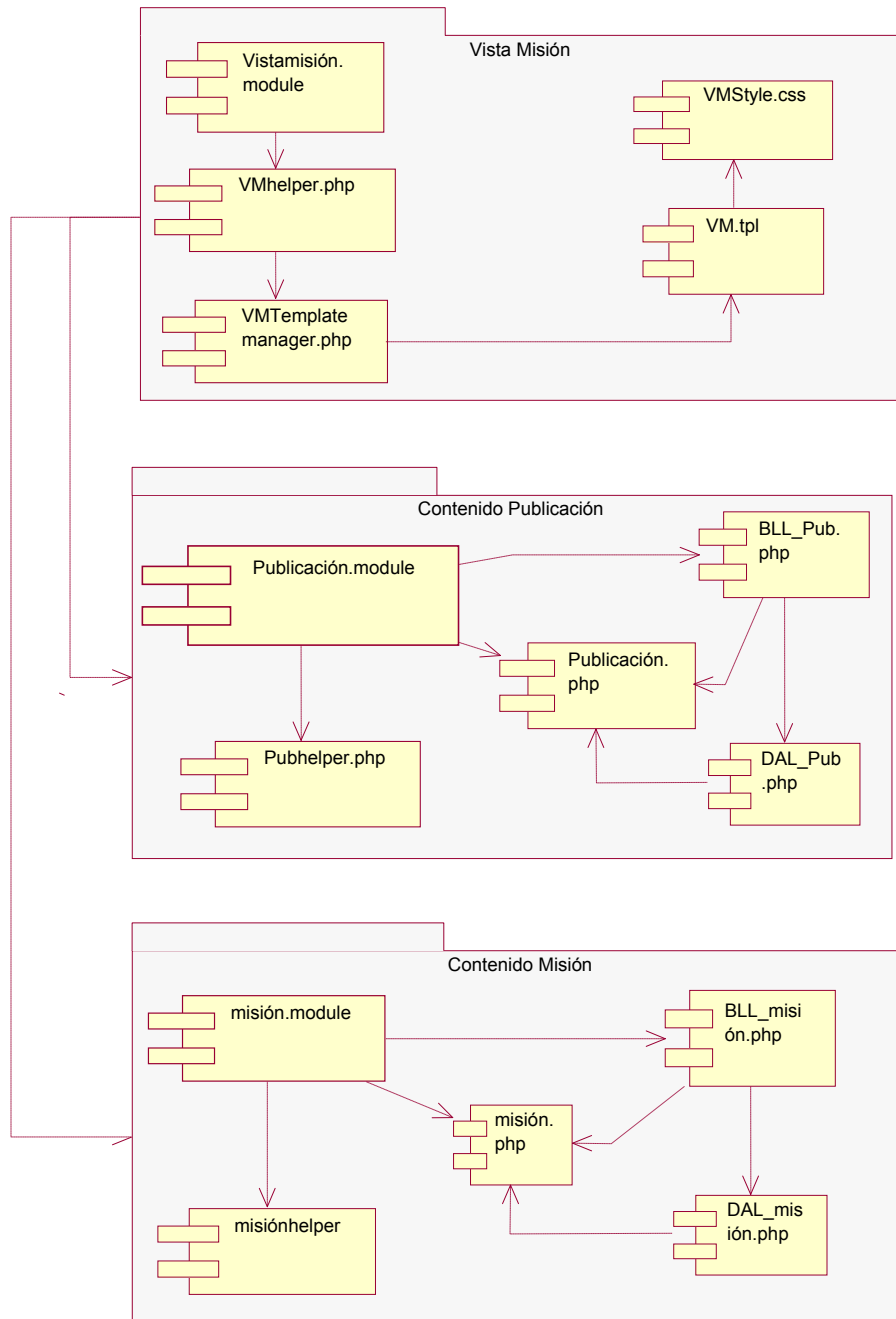 Vista Misión
Vistamisión.
module
VMStyle.css
VMhelper.php
VM.tpl
VMTemplate
manager.php
Contenido Publicación
BLL_Pub.
php
Publicación.module
Publicación.
php
Pubhelper.php
DAL_Pub
.php
Contenido Misión
misión.module
BLL_misi
ón.php
misión.
php
misiónhelper
DAL_mis
ión.php